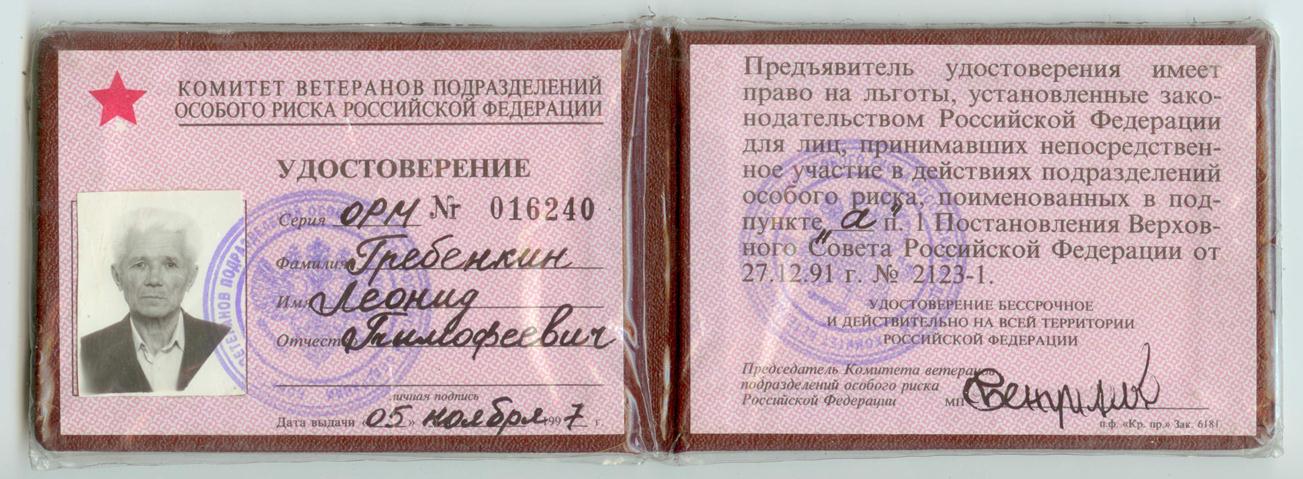 КОМИТЕТ ВЕТЕРАНОВ ПОДРАЗДЕЛЕНИЙ
ОСОБОГО РИСКА РОССИЙСКОЙ ФЕДЕРАЦИИ
УДОСТОВЕРЕНИЕ
Серия ОРМ № 016240
Фамилия Гребенкин
Имя Леонид
Отчество Тимофеевич
личная подпись
Дата выдачи «05» ноября 1997 г.
Предъявитель удостоверения имеет
право на льготы, установленные зако-
нодательством Российской Федерации
для лиц, принимавших непосредствен-
ное участие в действиях подразделений
особого риска, поименованных в под-
пункте „а" п. 1 Постановления Верхов-
ного Совета Российской Федерации от
27.12.91 г. № 2123-1.
УДОСТОВЕРЕНИЕ БЕССРОЧНОЕ
И ДЕЙСТВИТЕЛЬНО НА ВСЕЙ ТЕРРИТОРИИ
РОССИЙСКОЙ ФЕДЕРАЦИИ
Председатель Комитета ветеранов
подразделений особого риска
Российской Федерации
МП
п.ф. «Кр. пр.» Зак. 6181